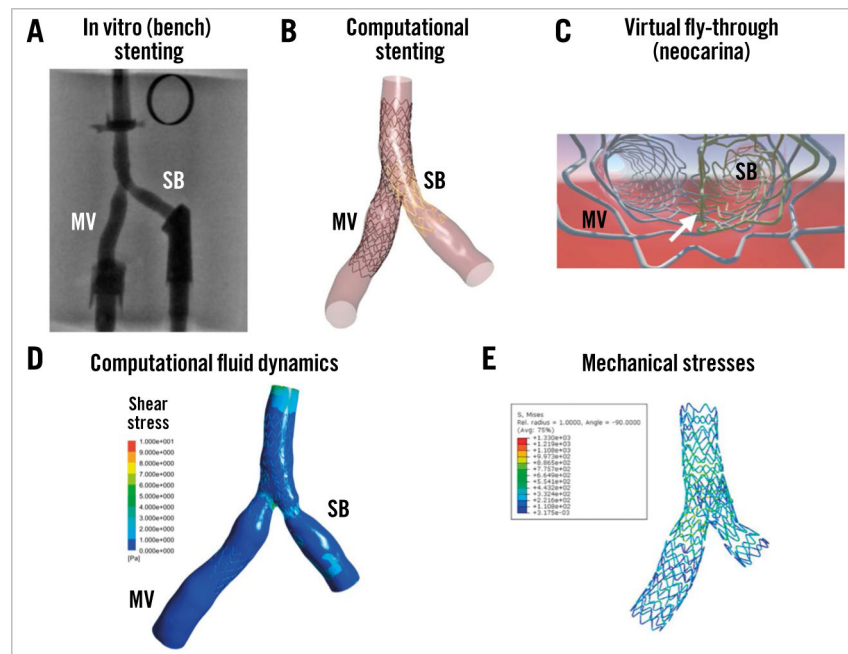 A
In vitro (bench)
stenting
SB
MV
B
Computational
stenting
SB
MV
C
Virtual fly-through
(neocarina)
SB
MV
D
Computational fluid dynamics
Shear
stress
1.000e+001
9.000e+000
8.000e+000
7.000e+000
6.000e+000
5.000e+000
4.000e+000
3.000e+000
2.000e+000
1.000e+000
0.000e+000
[Pa]
SB
MV
E
Mechanical stresses
S, Mises
Rel. radius = 1.0000, Angle = -90.0000
(Avg: 75%)
+1.330e+03
+1.219e+03
+1.108e+03
+9.973e+02
+8.865e+02
+7.757e+02
+6.649e+02
+5.541e+02
+4.432e+02
+3.324e+02
+2.216e+02
+1.108e+02
+3.175e-03